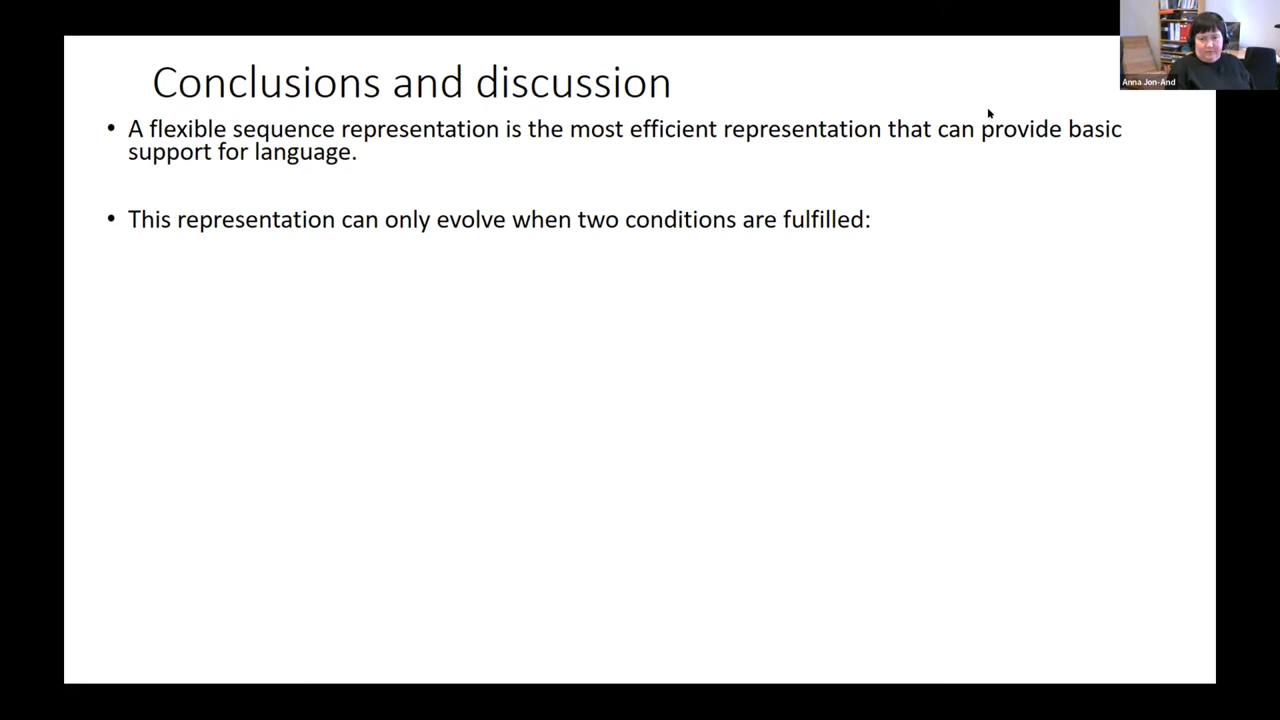 Conclusions and discussion
• A flexible sequence representation is the most efficient representation that can provide basic
support for language.
• This representation can only evolve when two conditions are fulfilled:
Anna Jon-And